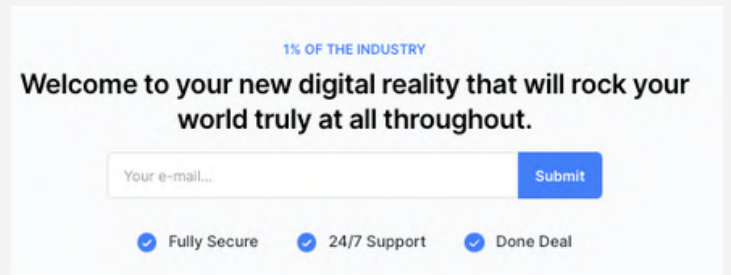 1% OF THE INDUSTRY
Welcome to your new digital reality that will rock your
world truly at all throughout.
Your e-mail...
Submit
Fully Secure
24/7 Support
Done Deal